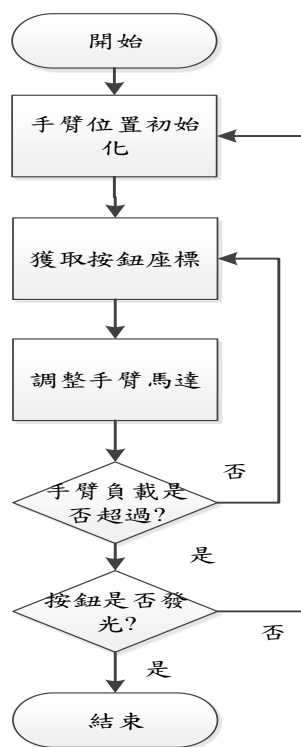 開始
手臂位置初始
化
獲取按鈕座標
調整手臂馬達
手臂負載是
否超過?
否
是
按鈕是否發
光?
否
是
結束